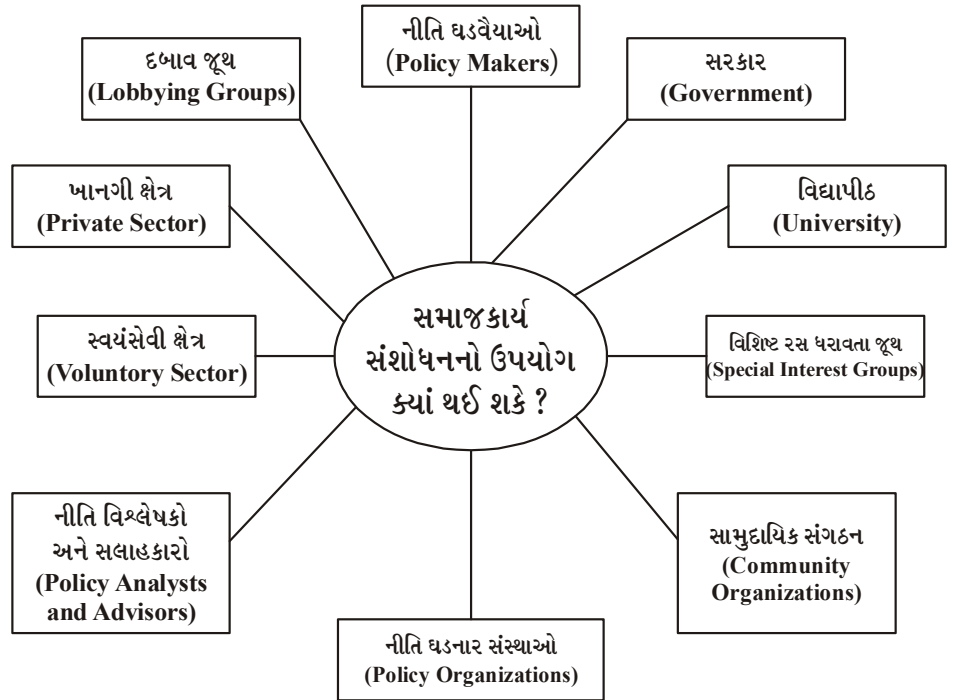 નીતિ ઘડવૈયાઓ
(Policy Makers)
દબાવ જૂથ
(Lobbying Groups)
સરકાર
(Government)
ખાનગી ક્ષેત્ર
(Private Sector)
વિદ્યાપીઠ
(University)
સમાજકાર્ય
સંશોધનનો ઉપયોગ
ક્યાં થઈ શકે ?
સ્વયંસેવી ક્ષેત્ર
(Voluntory Sector)
વિશિષ્ટ રસ ધરાવતા જૂથ
(Special Interest Groups)
નીતિ વિશ્લેષકો
અને સલાહકારો
(Policy Analysts
and Advisors)
સામુદાયિક સંગઠન
(Community
Organizations)
નીતિ ઘડનાર સંસ્થાઓ
(Policy Organizations)